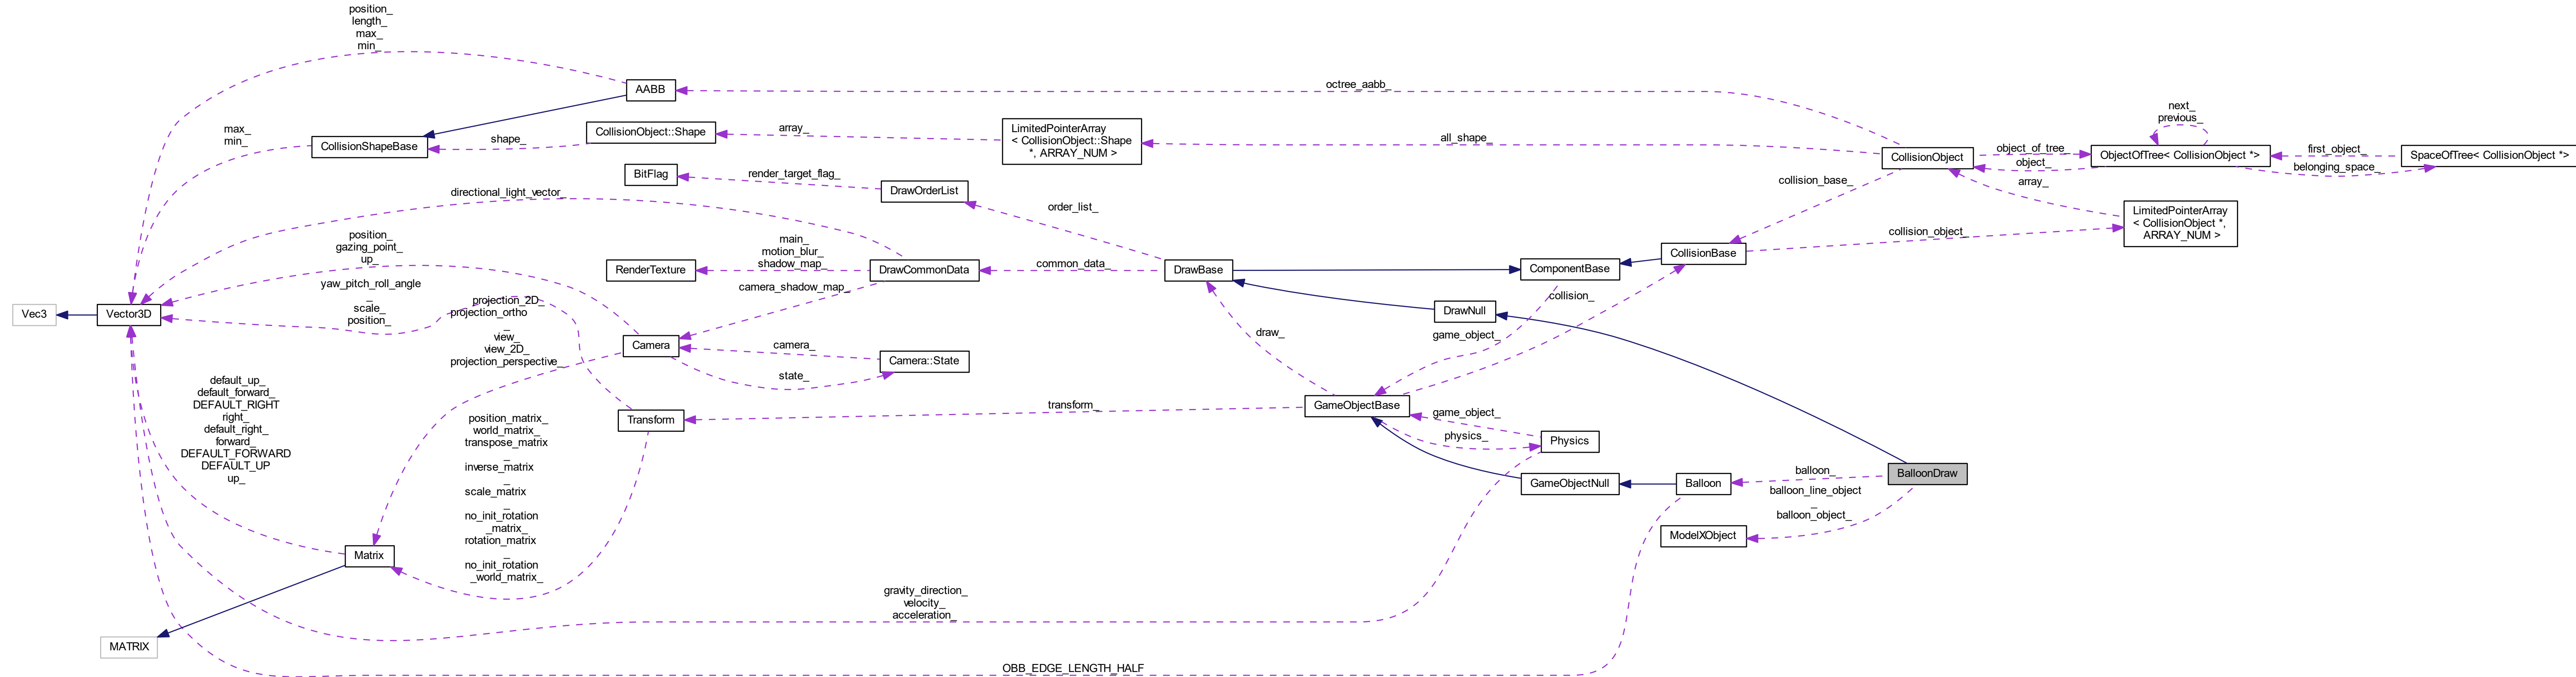 position_
length_
max_
min_
AABB
octree_aabb_
max_
min_
CollisionShapeBase
shape_
CollisionObject::Shape
array_
LimitedPointerArray
< CollisionObject::Shape
*, ARRAY_NUM >
all_shape_
CollisionObject
object_of_tree_
object_
next_
previous_
ObjectOfTree< CollisionObject *>
first_object_
belonging_space_
SpaceOfTree< CollisionObject *>
BitFlag
render_target_flag_
DrawOrderList
order_list_
collision_base_
array_
LimitedPointerArray
< CollisionObject *,
ARRAY_NUM >
directional_light_vector_
position_
gazing_point_
up_
main_
motion_blur_
shadow_map_
RenderTexture
DrawCommonData
common_data_
DrawBase
ComponentBase
CollisionBase
collision_object_
camera_shadow_map_
yaw_pitch_roll_angle
_
scale_
position_
Vec3
Vector3D
projection_2D_
projection_ortho
_
view_
view_2D_
projection_perspective_
Camera
camera_
state_
Camera::State
draw_
DrawNull
collision_
game_object_
default_up_
default_forward_
DEFAULT_RIGHT
right_
default_right_
forward_
DEFAULT_FORWARD
DEFAULT_UP
up_
Transform
transform_
GameObjectBase
game_object_
physics_
Physics
position_matrix_
world_matrix_
transpose_matrix
_
inverse_matrix
_
scale_matrix
_
no_init_rotation
_matrix_
rotation_matrix
_
no_init_rotation
_world_matrix_
GameObjectNull
Balloon
balloon_
BalloonDraw
balloon_line_object
_
balloon_object_
ModelXObject
Matrix
gravity_direction_
velocity_
acceleration_
MATRIX
OBB_EDGE_LENGTH_HALF